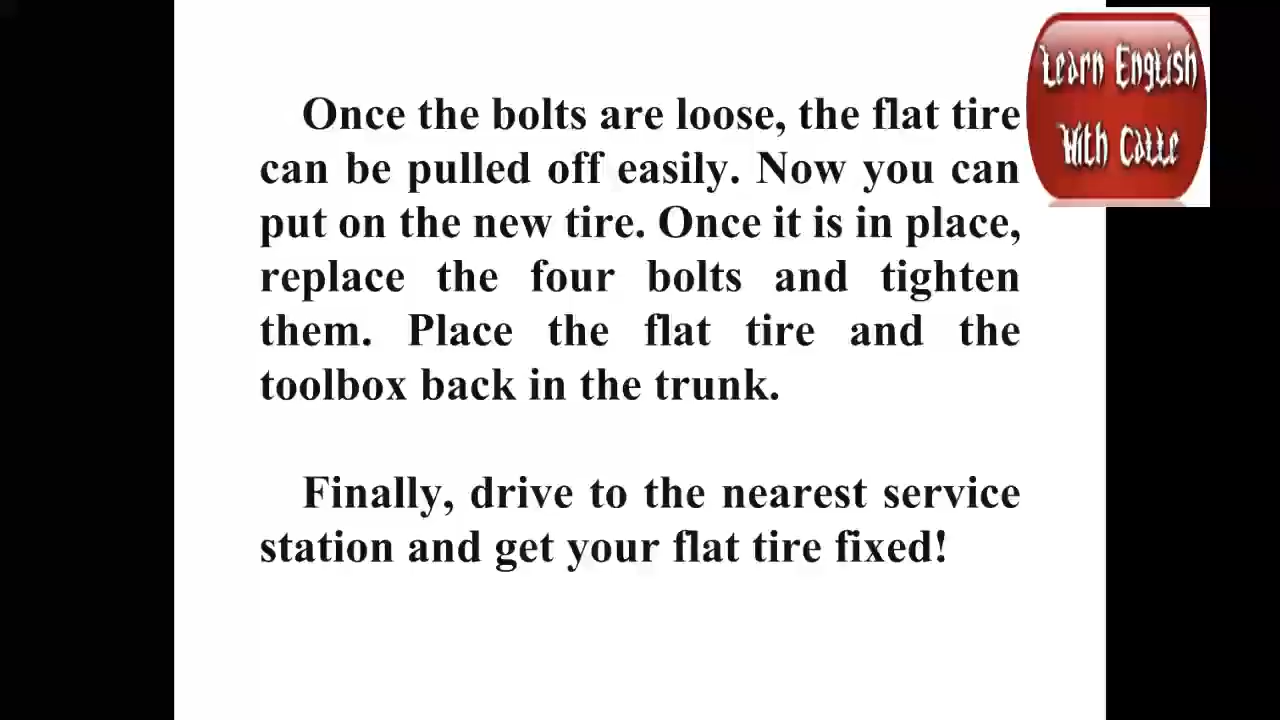 Learn English
With Catte
Once the bolts are loose, the flat tire
can be pulled off easily. Now you can
put on the new tire. Once it is in place,
replace the four bolts and tighten
them. Place the flat tire and the
toolbox back in the trunk.
Finally, drive to the nearest service
station and get your flat tire fixed!